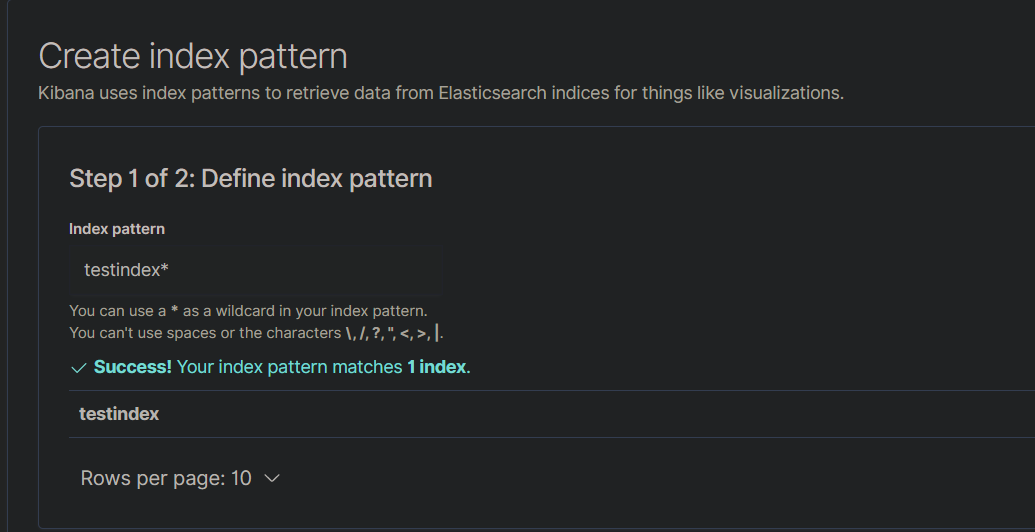 Create index pattern
Kibana uses index patterns to retrieve data from Elasticsearch indices for things like visualizations.
Step 1 of 2: Define index pattern
Index pattern
testindex*
You can use a * as a wildcard in your index pattern.
You can't use spaces or the characters \, /, ?, ", <, >, |.
Success! Your index pattern matches 1 index.
testindex
Rows per page: 10